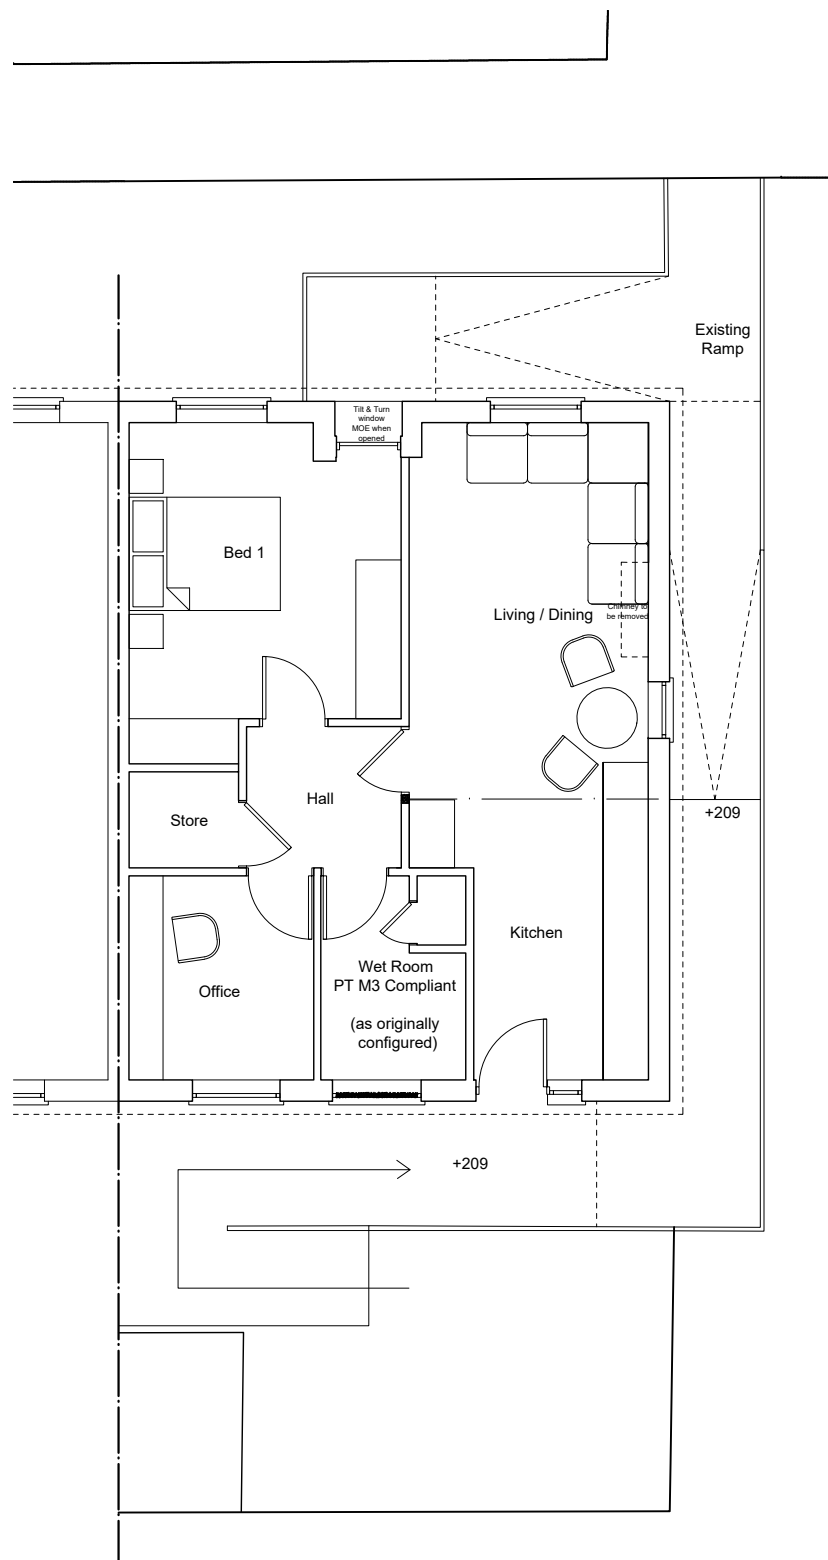 Existing
Ramp
Tilt & Turn
window
MOE when
opened
Bed 1
Chimney to
be removed
Living / Dining
Hall
+209
Store
Kitchen
Wet Room
PT M3 Compliant
Office
(as originally
configured)
+209